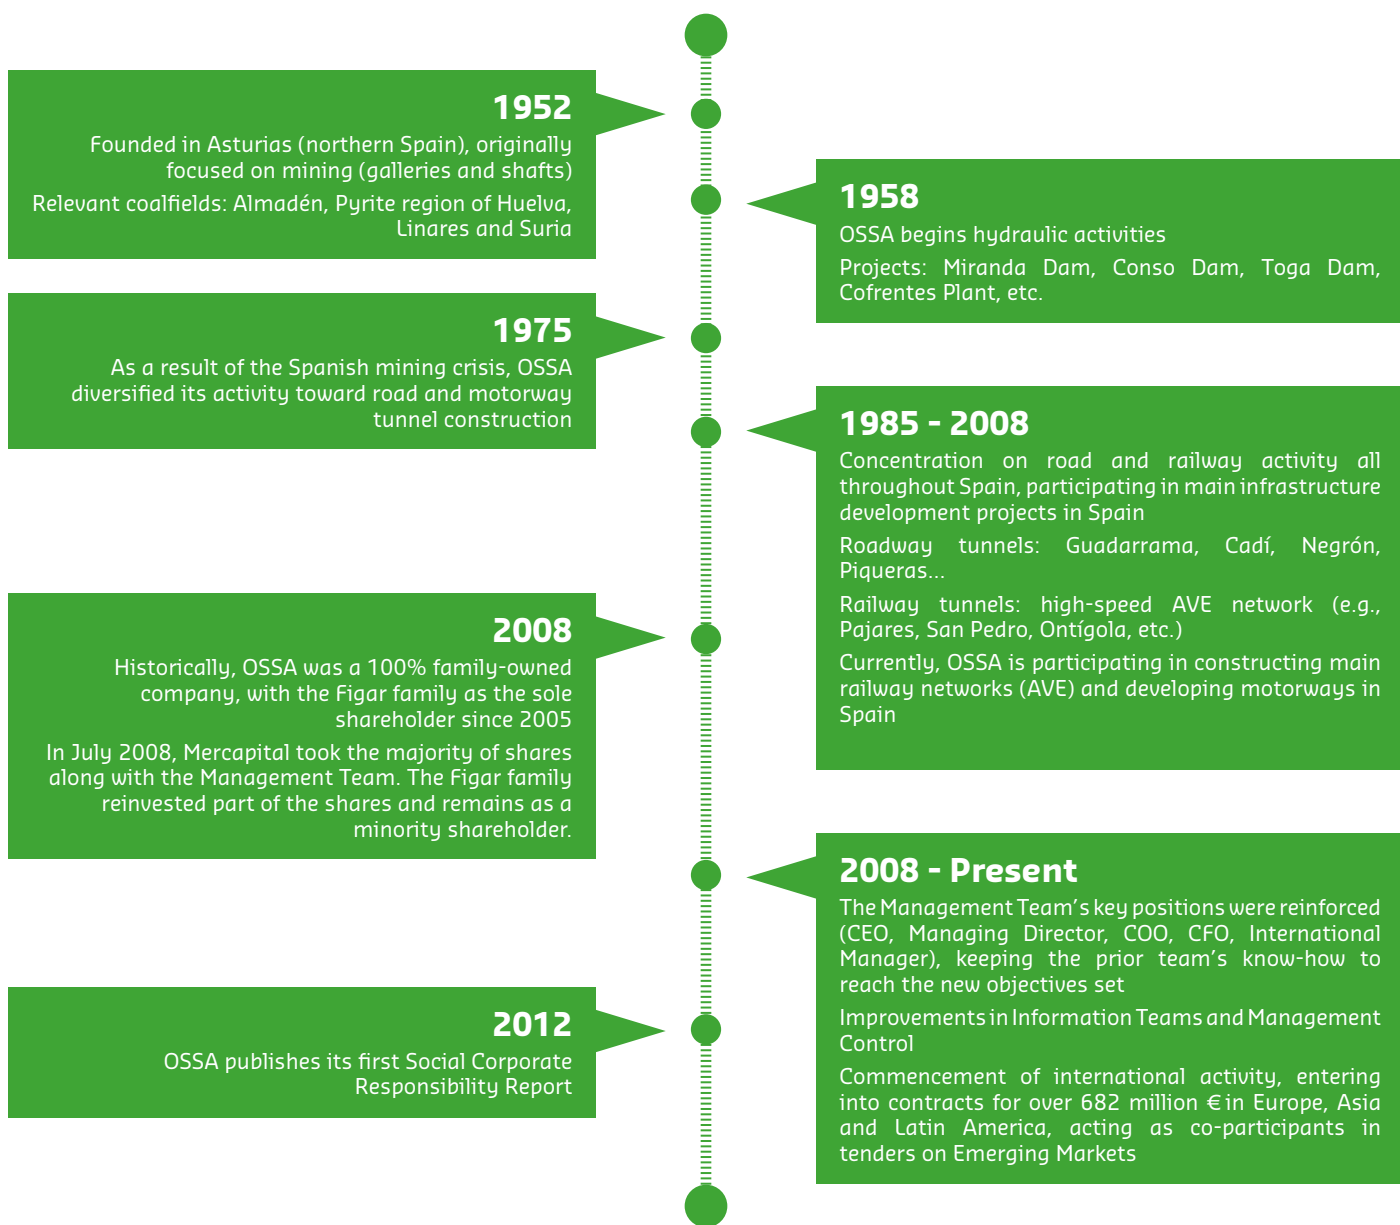 1952
Founded in Asturias (northern Spain), originally
focused on mining (galleries and shafts)
Relevant coalfields: Almadén, Pyrite region of Huelva,
Linares and Suria
1958
OSSA begins hydraulic activities
Projects: Miranda Dam, Conso Dam, Toga Dam,
Cofrentes Plant, etc.
1975
As a result of the Spanish mining crisis, OSSA
diversified its activity toward road and motorway
tunnel construction
1985 - 2008
Concentration on road and railway activity all
throughout Spain, participating in main infrastructure
development projects in Spain
Roadway tunnels: Guadarrama, Cadí, Negrón,
Piqueras...
Railway tunnels: high-speed AVE network (e.g.,
Pajares, San Pedro, Ontígola, etc.)
Currently, OSSA is participating in constructing main
railway networks (AVE) and developing motorways in
Spain
2008
Historically, OSSA was a 100% family-owned
company, with the Figar family as the sole
shareholder since 2005
In July 2008, Mercapital took the majority of shares
along with the Management Team. The Figar family
reinvested part of the shares and remains as a
minority shareholder.
2008 - Present
The Management Team's key positions were reinforced
(CEO, Managing Director, COO, CFO, International
Manager), keeping the prior team's know-how to
reach the new objectives set
Improvements in Information Teams and Management
Control
Commencement of international activity, entering
into contracts for over 682 million € in Europe, Asia
and Latin America, acting as co-participants in
tenders on Emerging Markets
2012
OSSA publishes its first Social Corporate
Responsibility Report